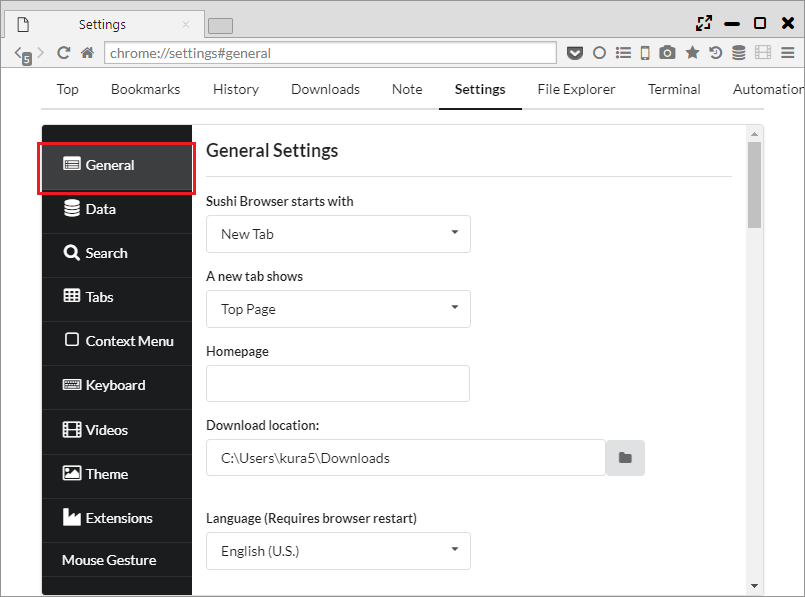 Settings
5
chrome://settings#general
Top Bookmarks History Downloads Note Settings File Explorer Terminal Automation
General
Data
Search
Tabs
Context Menu
Keyboard
Videos
Theme
Extensions
Mouse Gesture
General Settings
Sushi Browser starts with
New Tab
A new tab shows
Top Page
Homepage
Download location:
C:\Users\kura5\Downloads
Language (Requires browser restart)
English (U.S.)